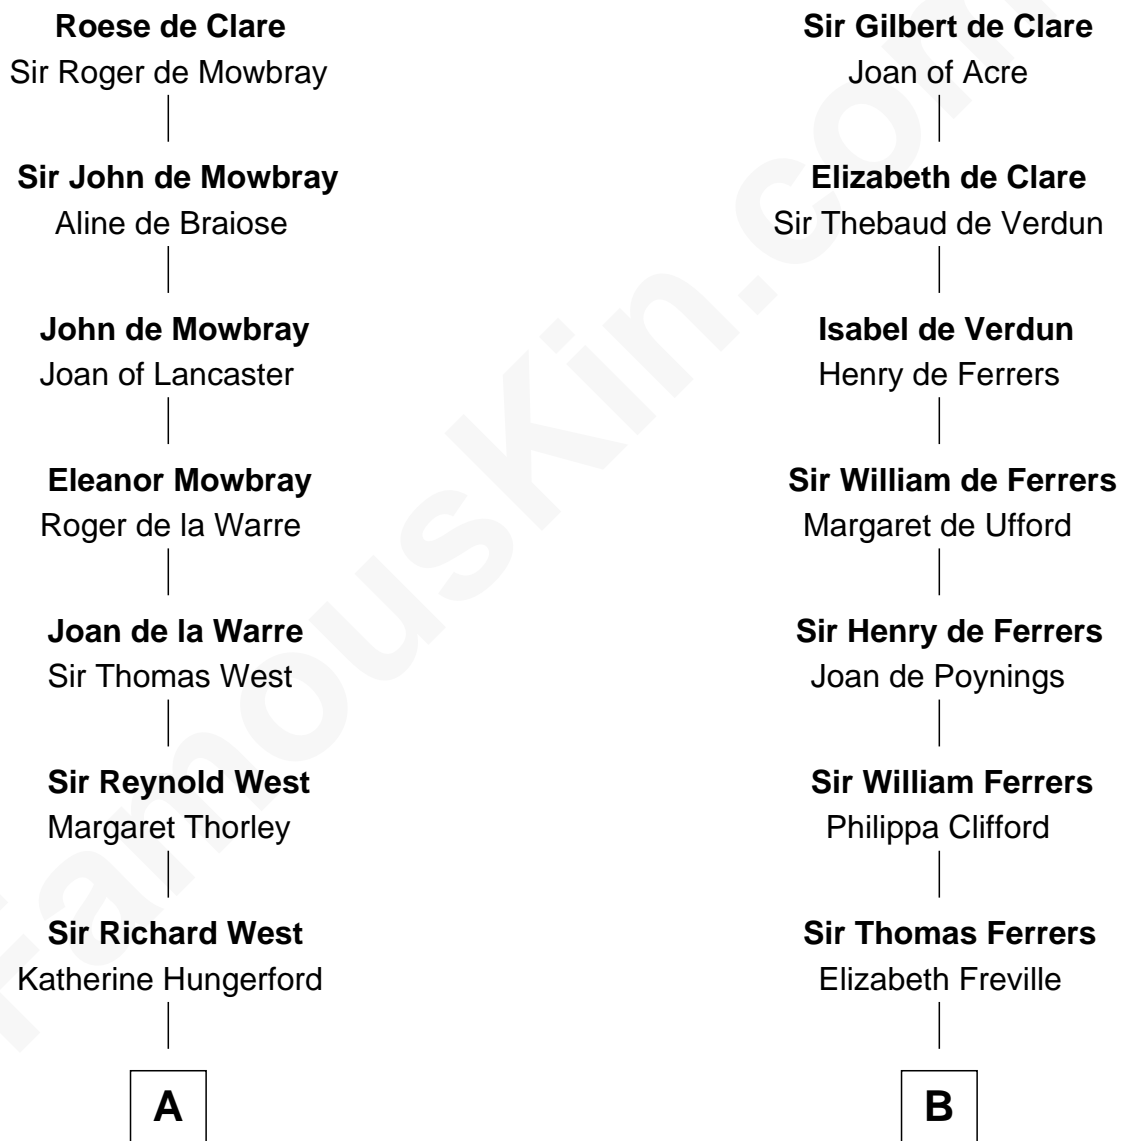 Roese de Clare
Sir Roger de Mowbray
Sir John de Mowbray
Aline de Braiose
John de Mowbray
Joan of Lancaster
Eleanor Mowbray
Roger de la Warre
Joan de la Warre
Sir Thomas West
Sir Reynold West
Margaret Thorley
Sir Richard West
Katherine Hungerford
A
Sir Gilbert de Clare
Joan of Acre
Elizabeth de Clare
Sir Thebaud de Verdun
Isabel de Verdun
Henry de Ferrers
Sir William de Ferrers
Margaret de Ufford
Sir Henry de Ferrers
Joan de Poynings
Sir William Ferrers
Philippa Clifford
Sir Thomas Ferrers
Elizabeth Freville
B
FamousKin.com